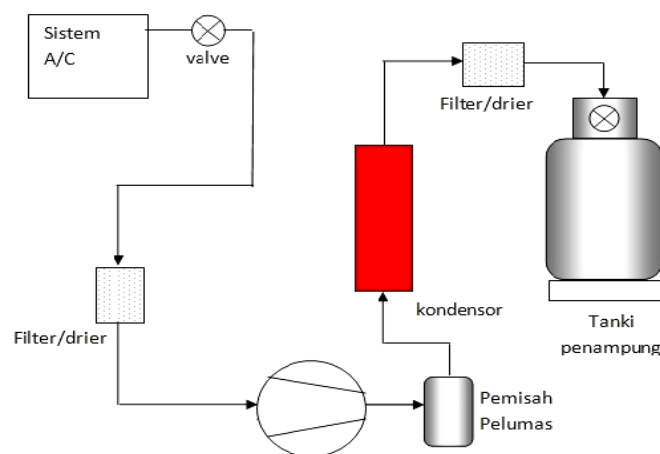 Sistem
A/C
valve
Filter/drier
Filter/drier
kondensor
Pemisah
Pelumas
Tanki
penampung